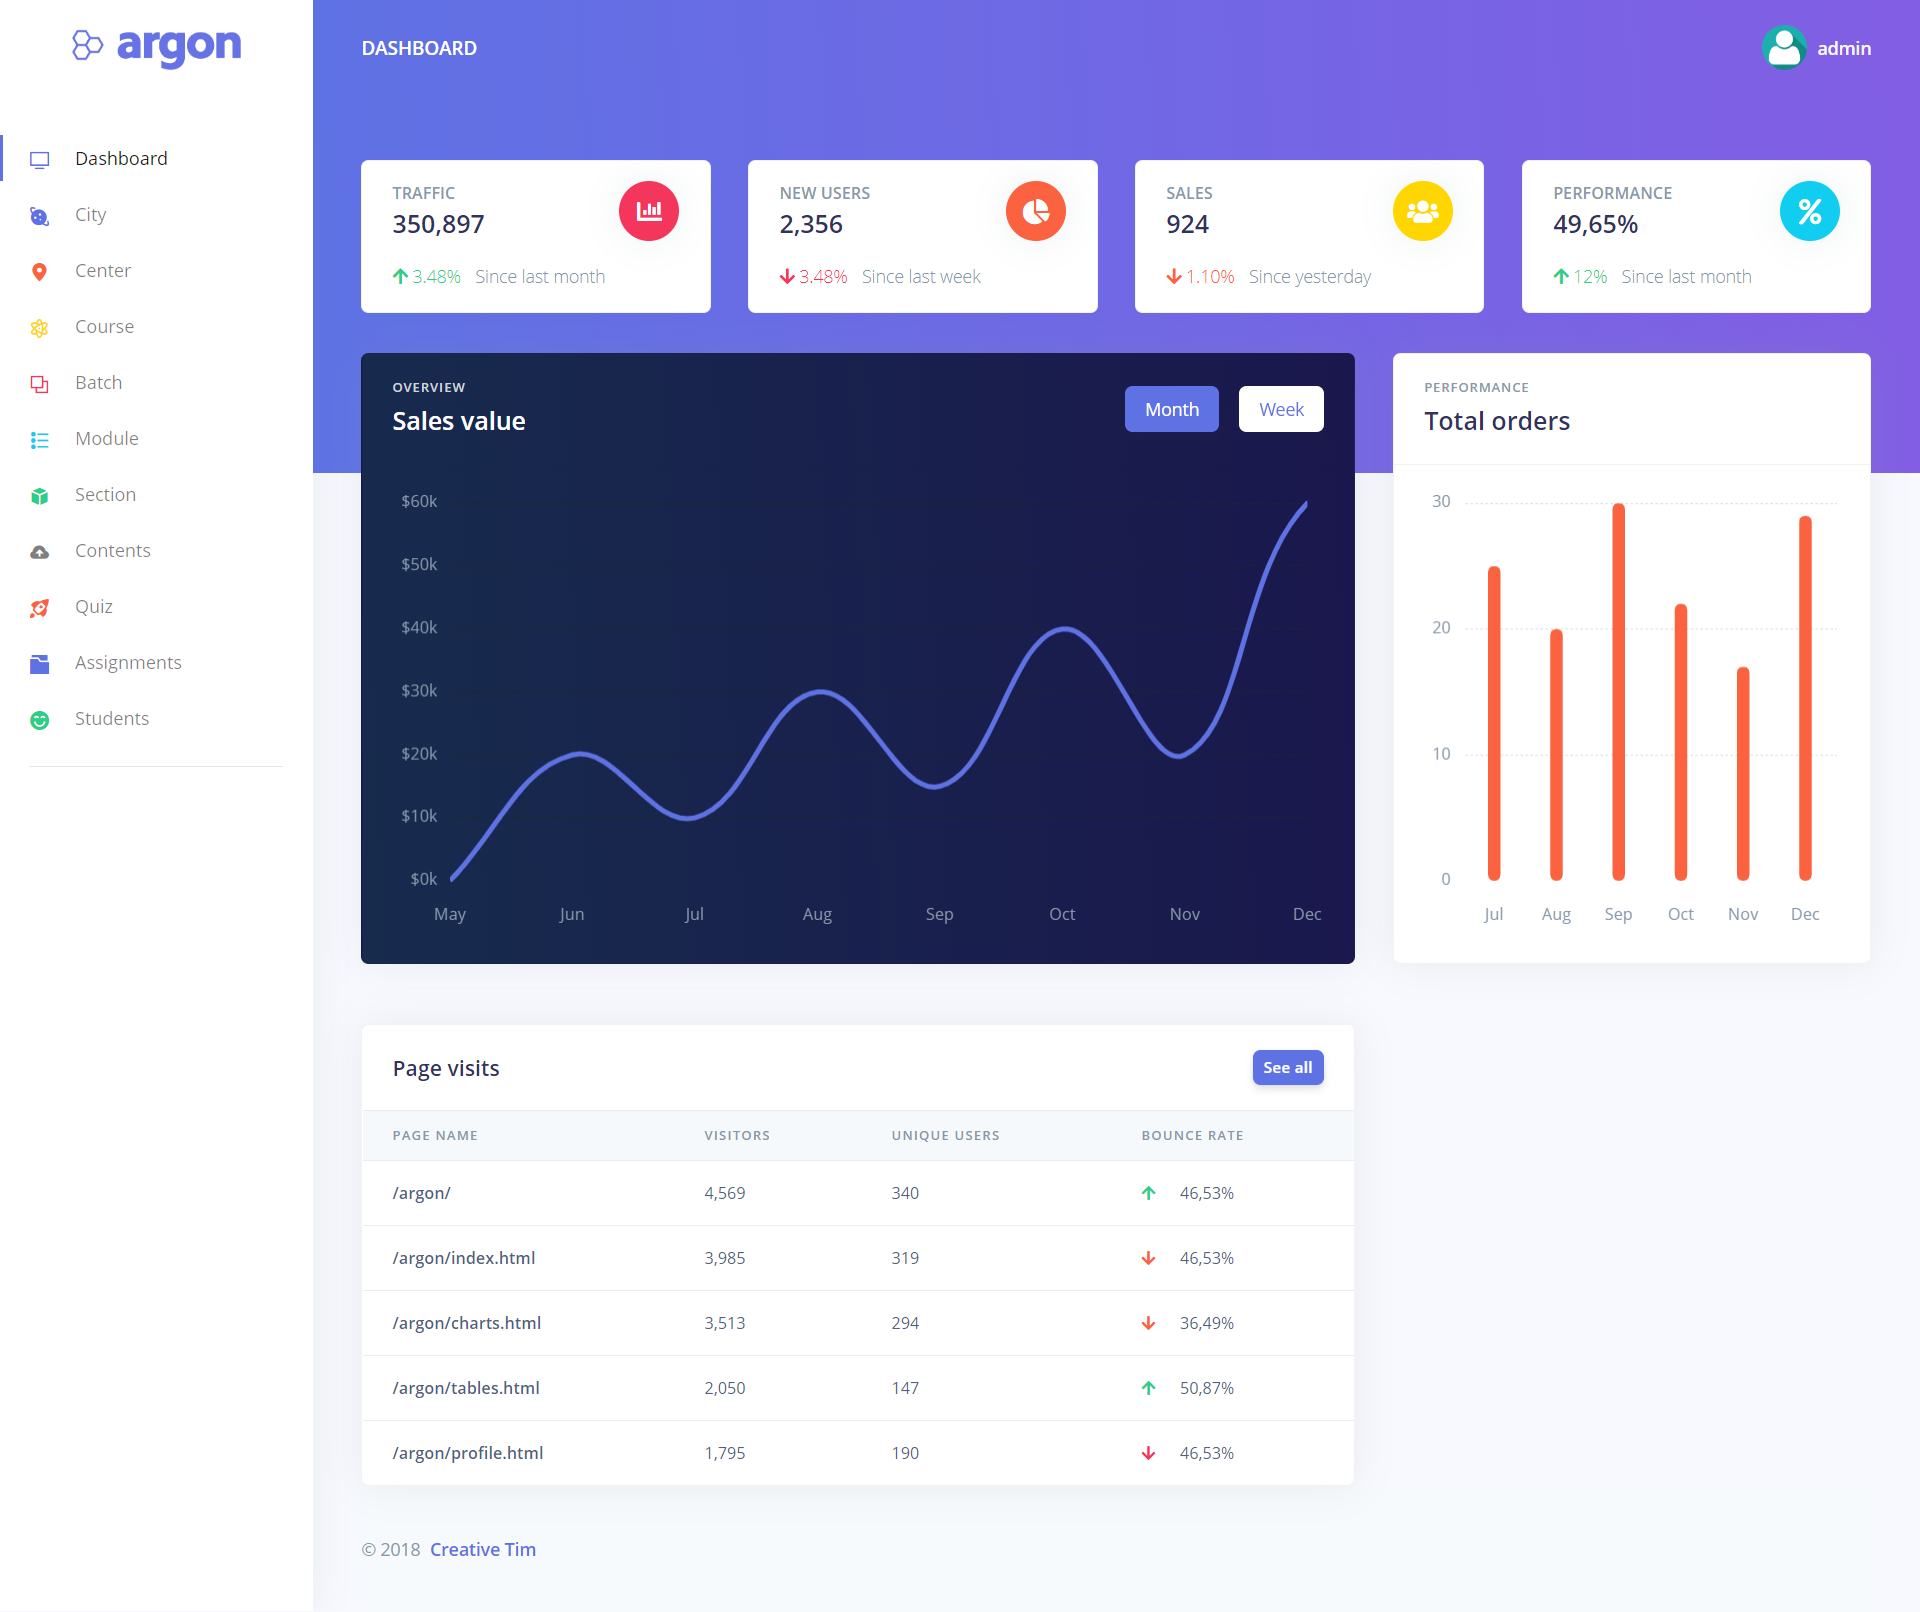 argon
DASHBOARD
admin
Dashboard
City
Center
Course
Batch
Module
Section
Contents
Quiz
Assignments
Students
TRAFFIC
350,897
3.48% Since last month
NEW USERS
2,356
3.48% Since last week
SALES
924
1.10% Since yesterday
PERFORMANCE
49,65%
12% Since last month
OVERVIEW
Sales value
Month Week
$60k
$50k
$40k
$30k
$20k
$10k
$0k
May Jun Jul Aug Sep Oct Nov Dec
PERFORMANCE
Total orders
30
20
10
0
Jul Aug Sep Oct Nov Dec
Page visits
See all
PAGE NAME VISITORS UNIQUE USERS BOUNCE RATE
/argon/ 4,569 340 46,53%
/argon/index.html 3,985 319 46,53%
/argon/charts.html 3,513 294 36,49%
/argon/tables.html 2,050 147 50,87%
/argon/profile.html 1,795 190 46,53%
© 2018 Creative Tim